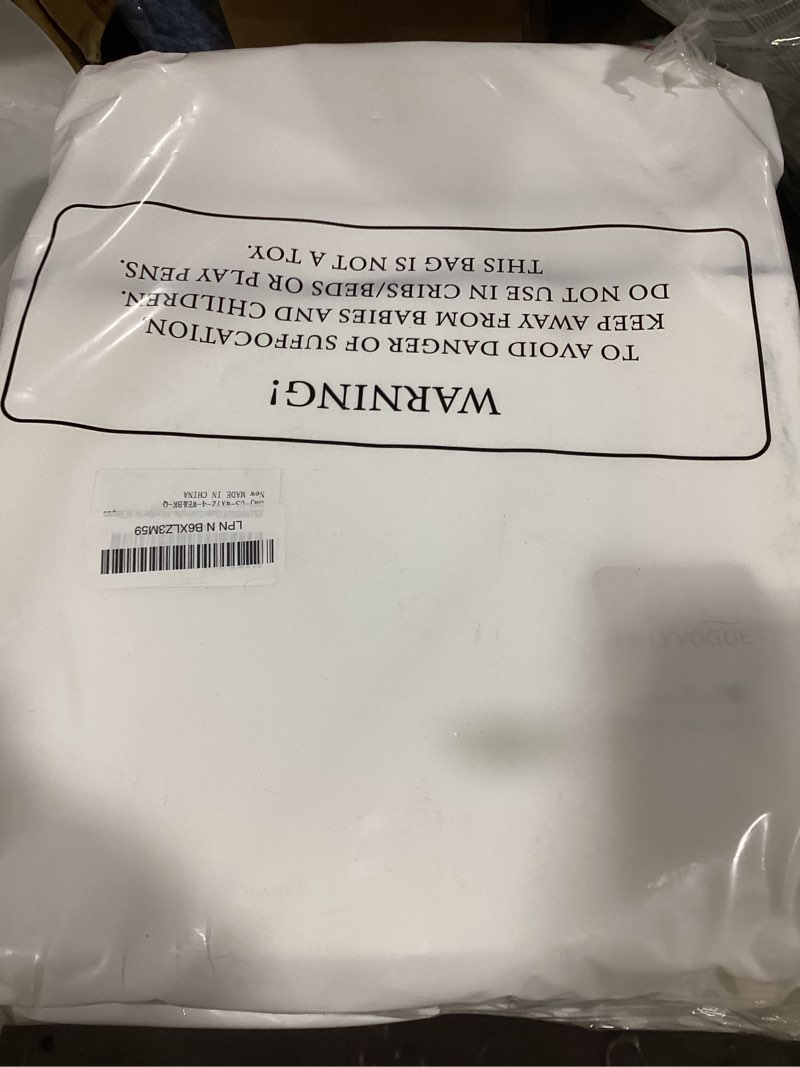 WARNING!
TO AVOID DANGER OF SUFFOCATION.
KEEP AWAY FROM BABIES AND CHILDREN.
DO NOT USE IN CRIBS/BEDS OR PLAY PENS.
THIS BAG IS NOT A TOY.
LPN N B6XLZ3M59
New MADE IN CHINA
VOGUE